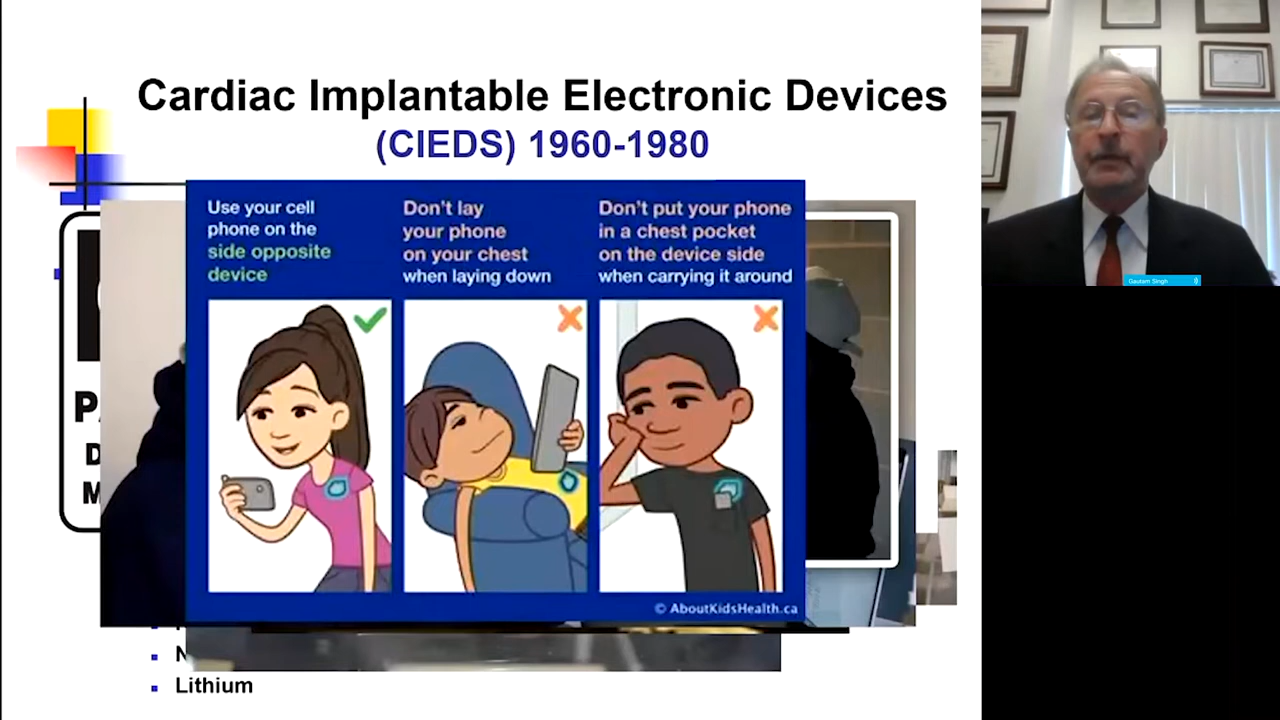 Cardiac Implantable Electronic Devices
(CIEDS) 1960-1980
Use your cell
phone on the
side opposite
device
Don't lay
your phone
on your chest
when laying down
Don't put your phone
in a chest pocket
on the device side
when carrying it around
© AboutKidsHealth.ca
Lithium
Gautam Singh